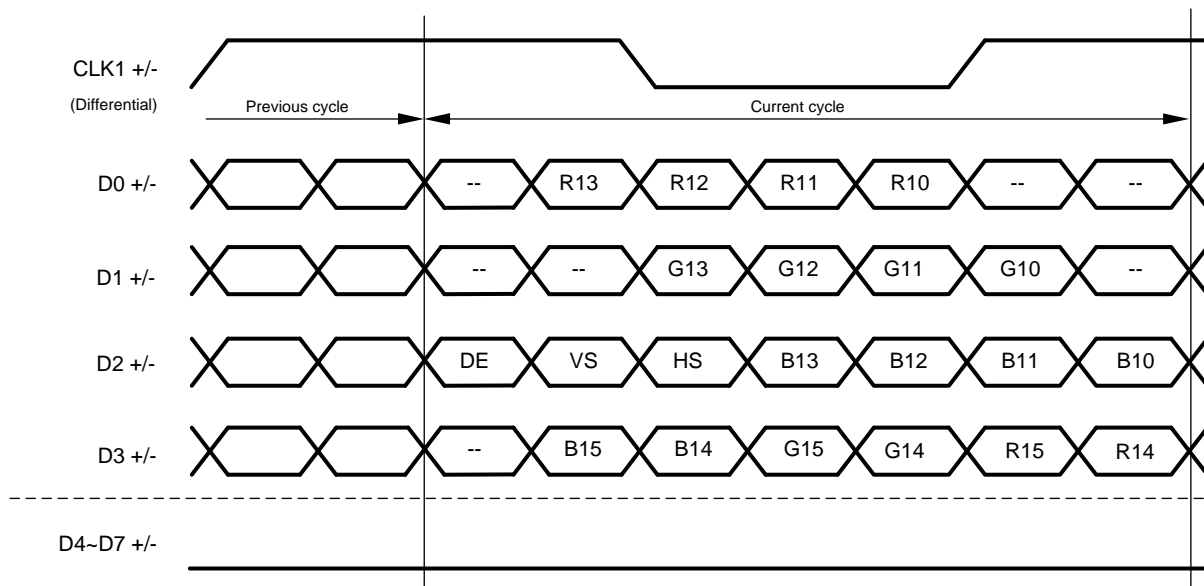 CLK1 +/-
(Differential)
Previous cycle Current cycle
D0 +/- -- R13 R12 R11 R10 -- --
D1 +/- -- -- G13 G12 G11 G10 --
D2 +/- DE VS HS B13 B12 B11 B10
D3 +/- -- B15 B14 G15 G14 R15 R14
D4~D7 +/-